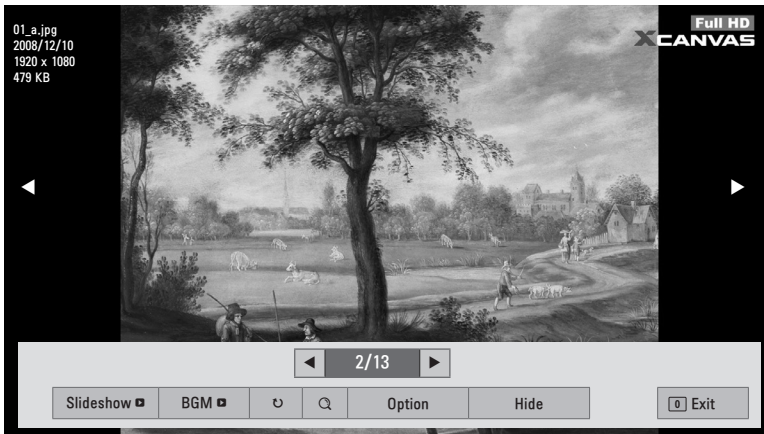 01_a.jpg
2008/12/10
1920 x 1080
479 KB
Full HD
XCANVAS
2/13
Slideshow
BGM
Option
Hide
0 Exit